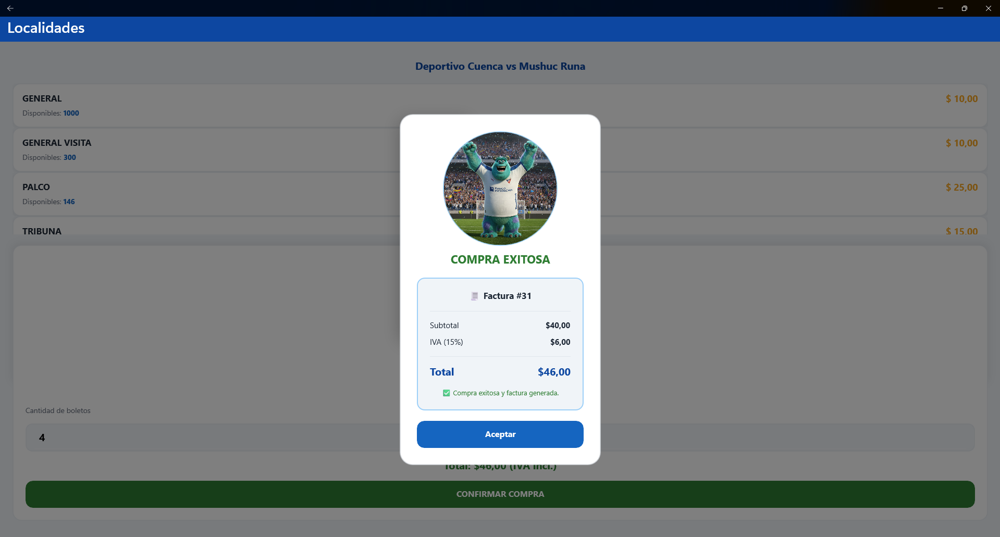 Localidades
Deportivo Cuenca vs Mushuc Runa
GENERAL
$ 10,00
Disponibles: 1000
GENERAL VISITA
$ 10,00
Disponibles: 300
PALCO
$ 25,00
Disponibles: 146
TRIBUNA
$ 15,00
BANCO
PICHINCHA
COMPRA EXITOSA
Factura #31
Subtotal $40,00
IVA (15%) $6,00
Total $46,00
✅ Compra exitosa y factura generada.
Aceptar
Cantidad de boletos
4
Total: $46,00 (IVA incl.)
CONFIRMAR COMPRA